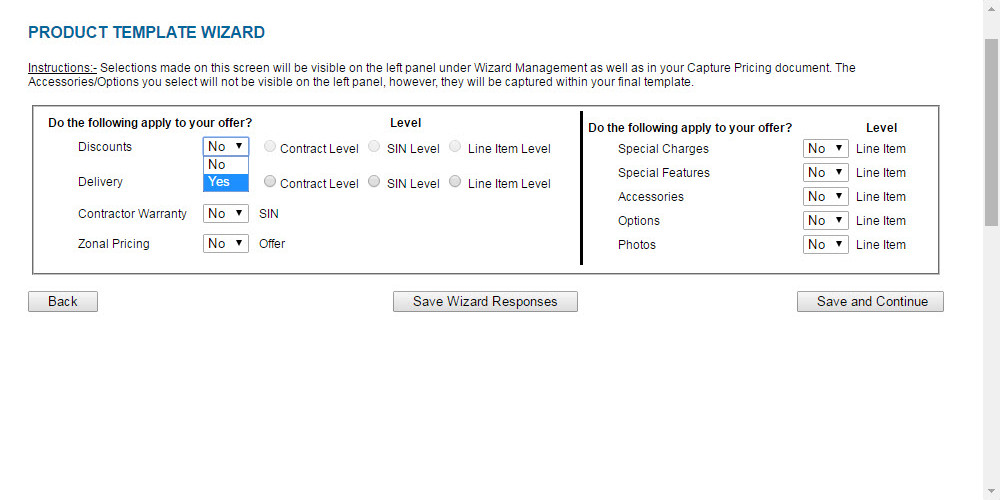 PRODUCT TEMPLATE WIZARD
Instructions:- Selections made on this screen will be visible on the left panel under Wizard Management as well as in your Capture Pricing document. The
Accessories/Options you select will not be visible on the left panel, however, they will be captured within your final template.
Do the following apply to your offer? Level
Discounts No Contract Level SIN Level Line Item Level
No
Yes
Delivery Contract Level SIN Level Line Item Level
Contractor Warranty No SIN
Zonal Pricing No Offer
Do the following apply to your offer? Level
Special Charges No Line Item
Special Features No Line Item
Accessories No Line Item
Options No Line Item
Photos No Line Item
Back Save Wizard Responses Save and Continue